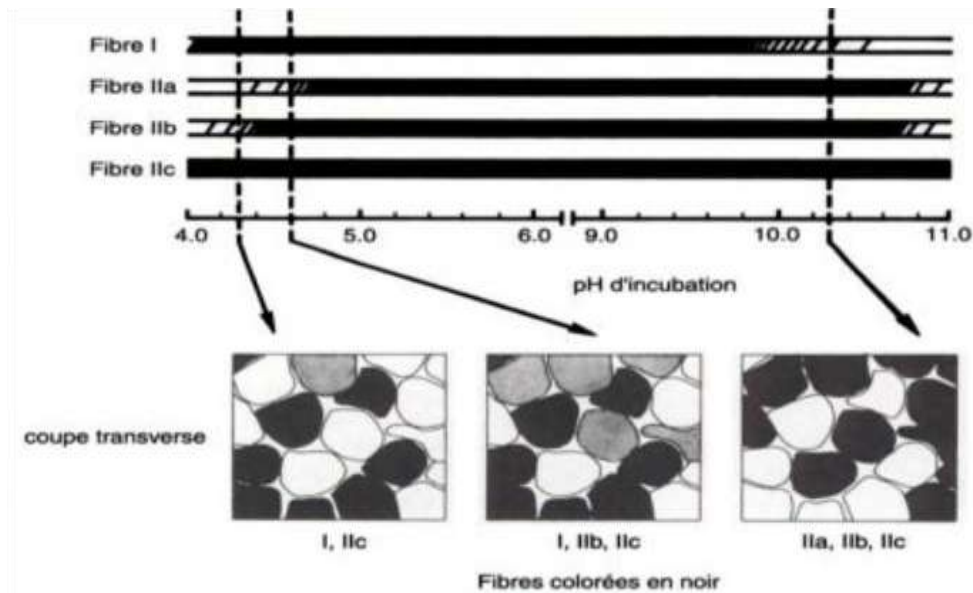 Fibre I
Fibre IIa
Fibre IIb
Fibre IIc
4.0 5.0 6.0 9.0 10.0 11.0
pH d'incubation
coupe transverse
I, IIc I, IIb, IIc IIa, IIb, IIc
Fibres colorées en noir